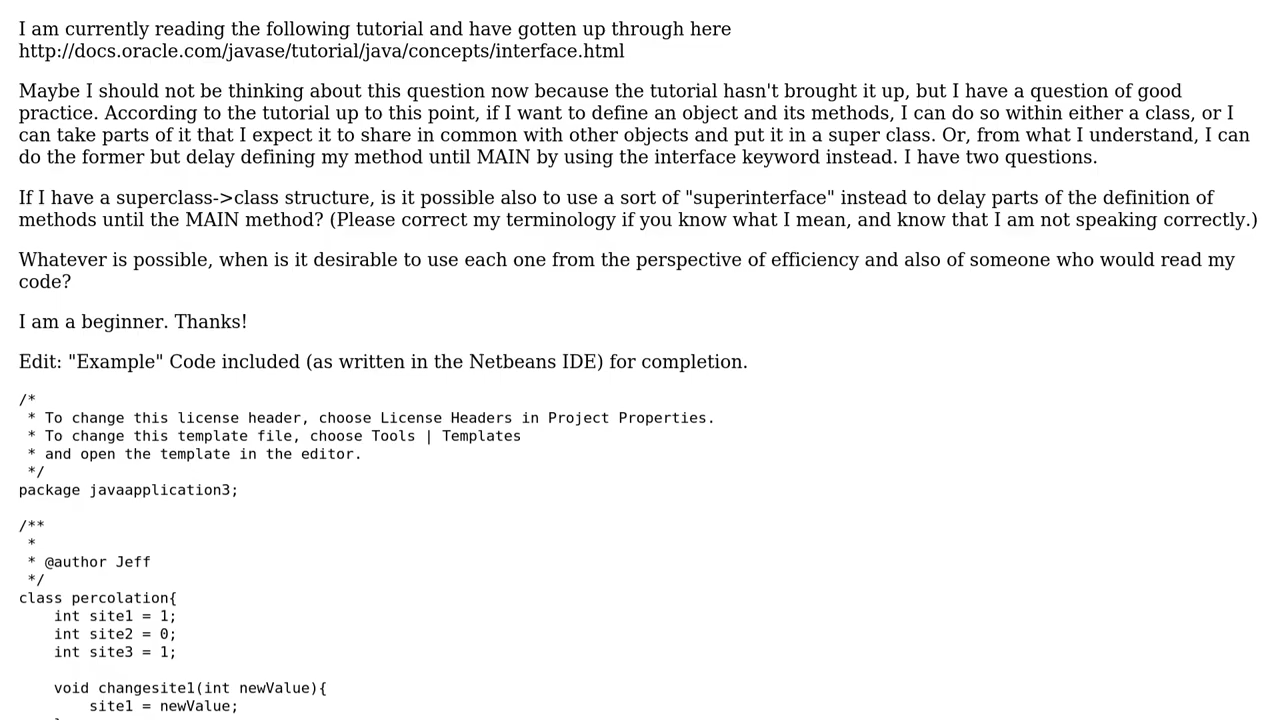 I am currently reading the following tutorial and have gotten up through here
http://docs.oracle.com/javase/tutorial/java/concepts/interface.html
Maybe I should not be thinking about this question now because the tutorial hasn't brought it up, but I have a question of good
practice. According to the tutorial up to this point, if I want to define an object and its methods, I can do so within either a class, or I
can take parts of it that I expect it to share in common with other objects and put it in a super class. Or, from what I understand, I can
do the former but delay defining my method until MAIN by using the interface keyword instead. I have two questions.
If I have a superclass->class structure, is it possible also to use a sort of "superinterface" instead to delay parts of the definition of
methods until the MAIN method? (Please correct my terminology if you know what I mean, and know that I am not speaking correctly.)
Whatever is possible, when is it desirable to use each one from the perspective of efficiency and also of someone who would read my
code?
I am a beginner. Thanks!
Edit: "Example" Code included (as written in the Netbeans IDE) for completion.
/*
 * To change this license header, choose License Headers in Project Properties.
 * To change this template file, choose Tools | Templates
 * and open the template in the editor.
 */
package javaapplication3;
/**
 *
 * @author Jeff
 */
class percolation{
    int site1 = 1;
    int site2 = 0;
    int site3 = 1;
    void changesite1(int newValue){
        site1 = newValue;